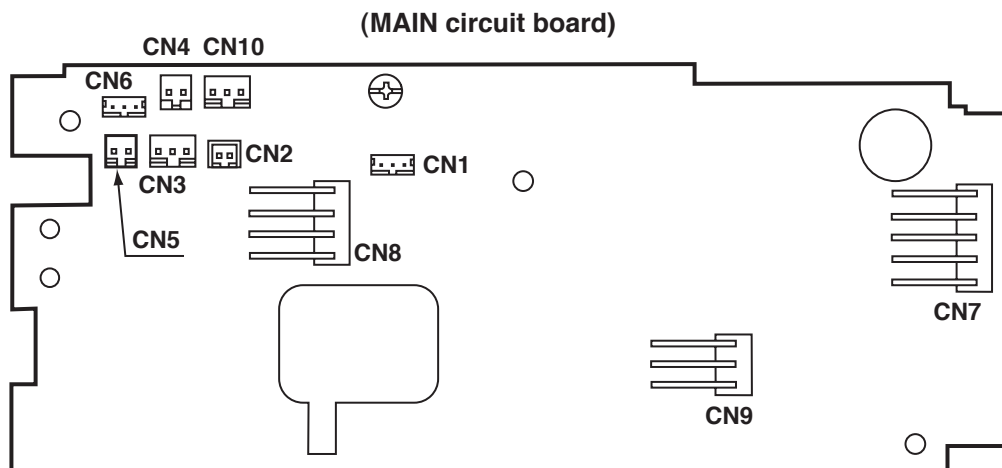 (MAIN circuit board)
CN4 CN10
CN6
CN2
CN1
CN3
CN5
CN8
CN7
CN9